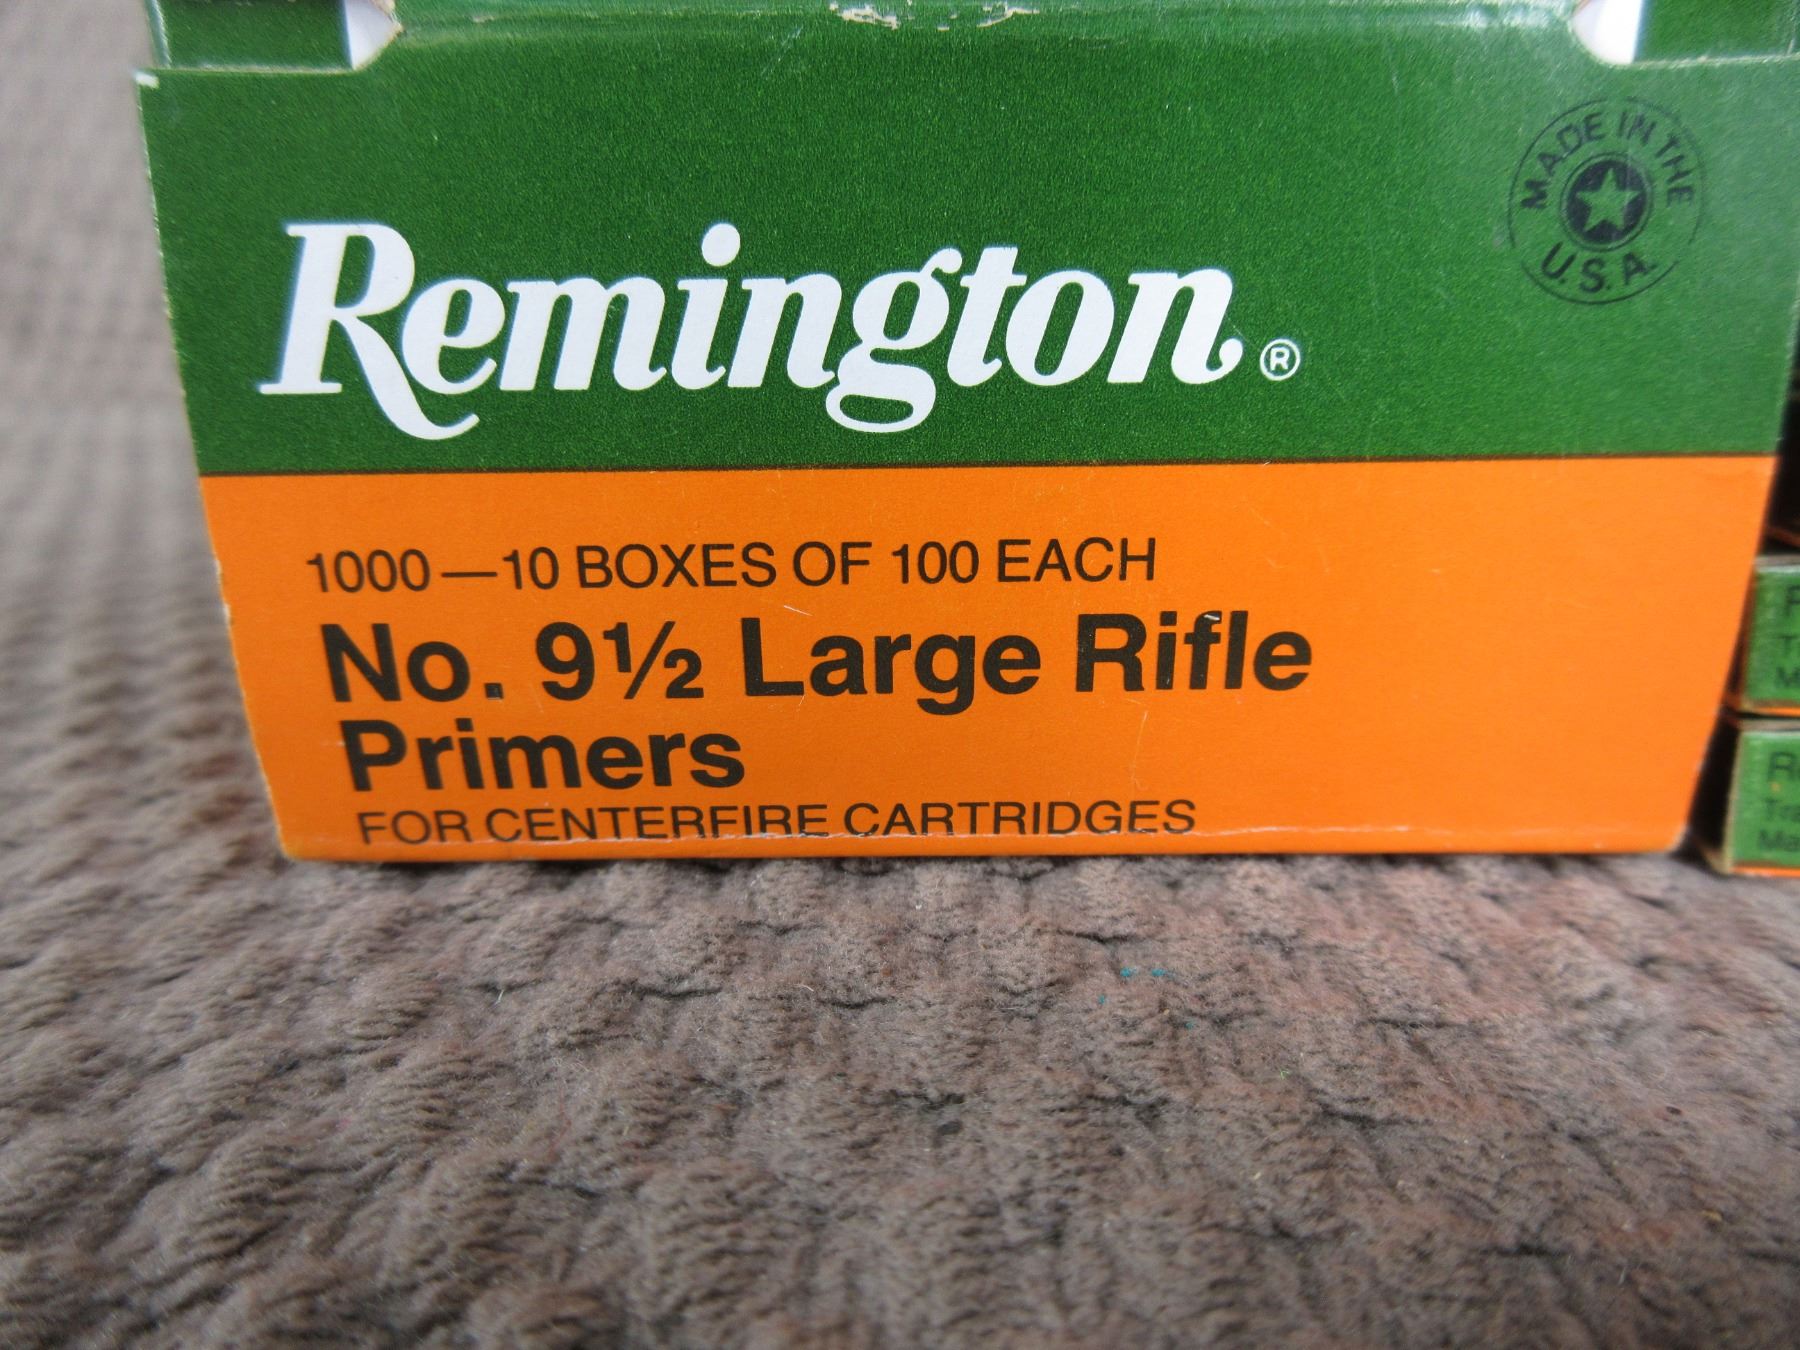 Remington®
MADE IN THE
U.S.A.
1000—10 BOXES OF 100 EACH
No. 9½ Large Rifle
Primers
FOR CENTERFIRE CARTRIDGES